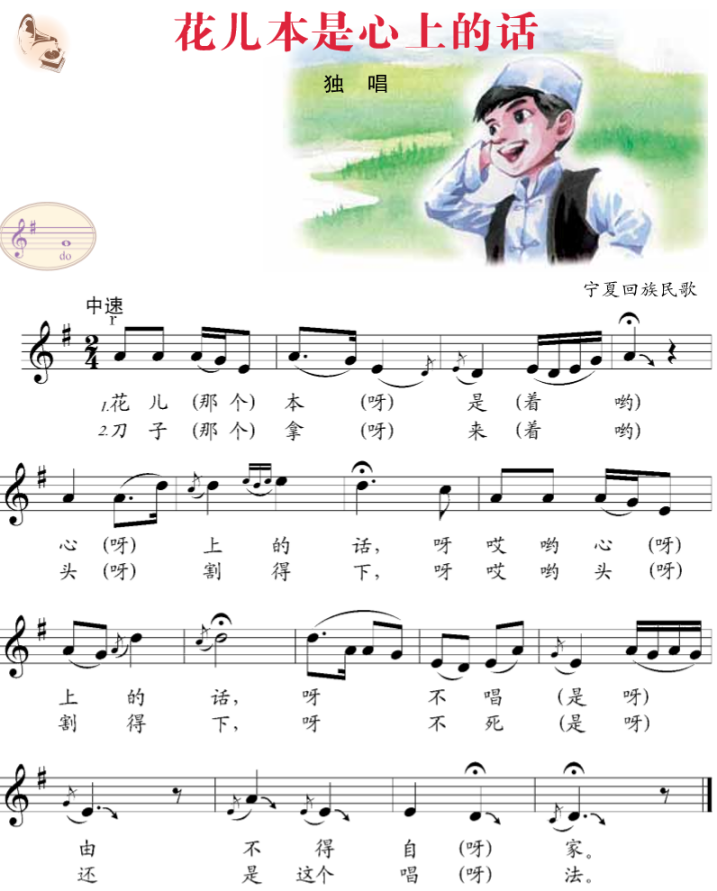 花儿本是心上的话
独 唱
do
宁夏回族民歌
中速
r
2
4
1.花 儿 (那 个) 本 (呀) 是 (着 哟)
2.刀 子 (那 个) 拿 (呀) 来 (着 哟)
心 (呀) 上 的 话, 呀 哎 哟 心 (呀)
头 (呀) 割 得 下, 呀 哎 哟 头 (呀)
上 的 话, 呀 不 唱 (是 呀)
割 得 下, 呀 不 死 (是 呀)
由 不 得 自 (呀) 家。
还 是 这个 唱 (呀) 法。